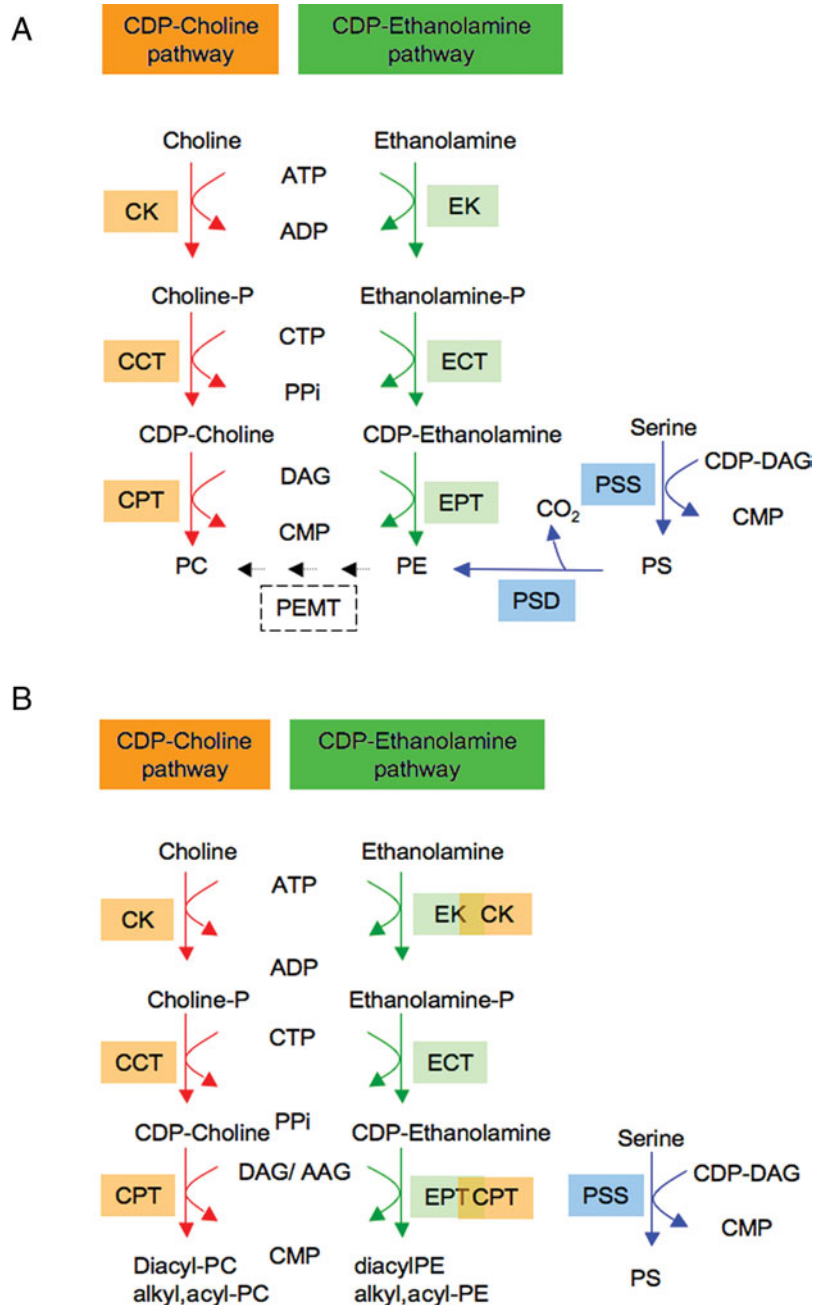 A
CDP-Choline
pathway
CDP-Ethanolamine
pathway
Choline
Ethanolamine
ATP
CK
EK
ADP
Choline-P
Ethanolamine-P
CTP
CCT
ECT
PPi
CDP-Choline
CDP-Ethanolamine
Serine
DAG
CDP-DAG
CPT
EPT
PSS
CO2
CMP
CMP
PC
PE
PS
PEMT
PSD
B
CDP-Choline
pathway
CDP-Ethanolamine
pathway
Choline
Ethanolamine
ATP
CK
EK CK
ADP
Choline-P
Ethanolamine-P
CTP
CCT
ECT
PPi
CDP-Choline
CDP-Ethanolamine
Serine
DAG/ AAG
CDP-DAG
CPT
EPTCPT
PSS
CMP
CMP
Diacyl-PC
alkyl,acyl-PC
diacylPE
alkyl,acyl-PE
PS